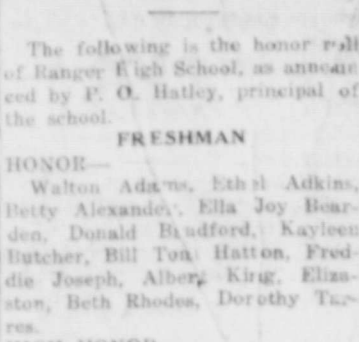 The following is the honor roll
of Ranger High School, as announ
ced by P. O. Hatley, principal of
the school.
FRESHMAN
HONOR—
Walton Adams, Ethel Adkins,
Betty Alexander, Ella Joy Bear-
den, Donald Bradford, Kayleen
Butcher, Bill Tom Hatton, Fred-
die Joseph, Albert King, Eliza-
ston, Beth Rhodes, Dorothy
res.
HONOR